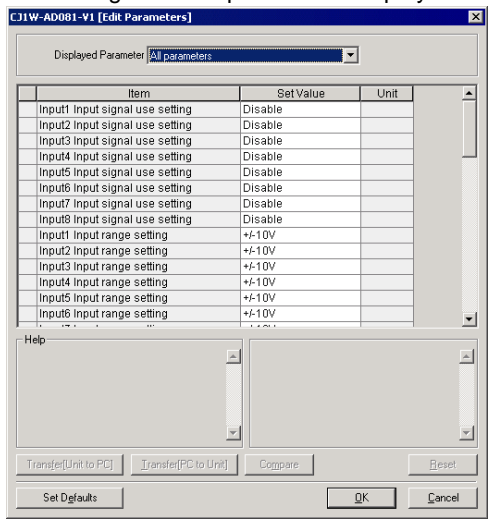 CJ1W-AD081-V1 [Edit Parameters]
Displayed Parameter All parameters
Item Set Value Unit
Input1 Input signal use setting Disable
Input2 Input signal use setting Disable
Input3 Input signal use setting Disable
Input4 Input signal use setting Disable
Input5 Input signal use setting Disable
Input6 Input signal use setting Disable
Input7 Input signal use setting Disable
Input8 Input signal use setting Disable
Input1 Input range setting +/-10V
Input2 Input range setting +/-10V
Input3 Input range setting +/-10V
Input4 Input range setting +/-10V
Input5 Input range setting +/-10V
Input6 Input range setting +/-10V
Help
Transfer[Unit to PC] Transfer[PC to Unit] Compare Reset
Set Defaults OK Cancel